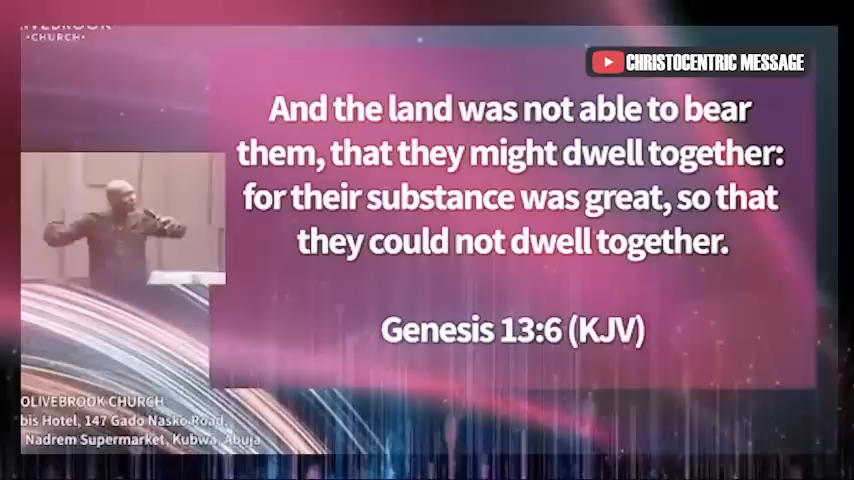 ·CHURCH·
CHRISTOCENTRIC MESSAGE
And the land was not able to bear
them, that they might dwell together:
for their substance was great, so that
they could not dwell together.
Genesis 13:6 (KJV)
OLIVEBROOK CHURCH
bis Hotel, 147 Gado Nasko Road,
Nadrem Supermarket, Kubwa, Abuja